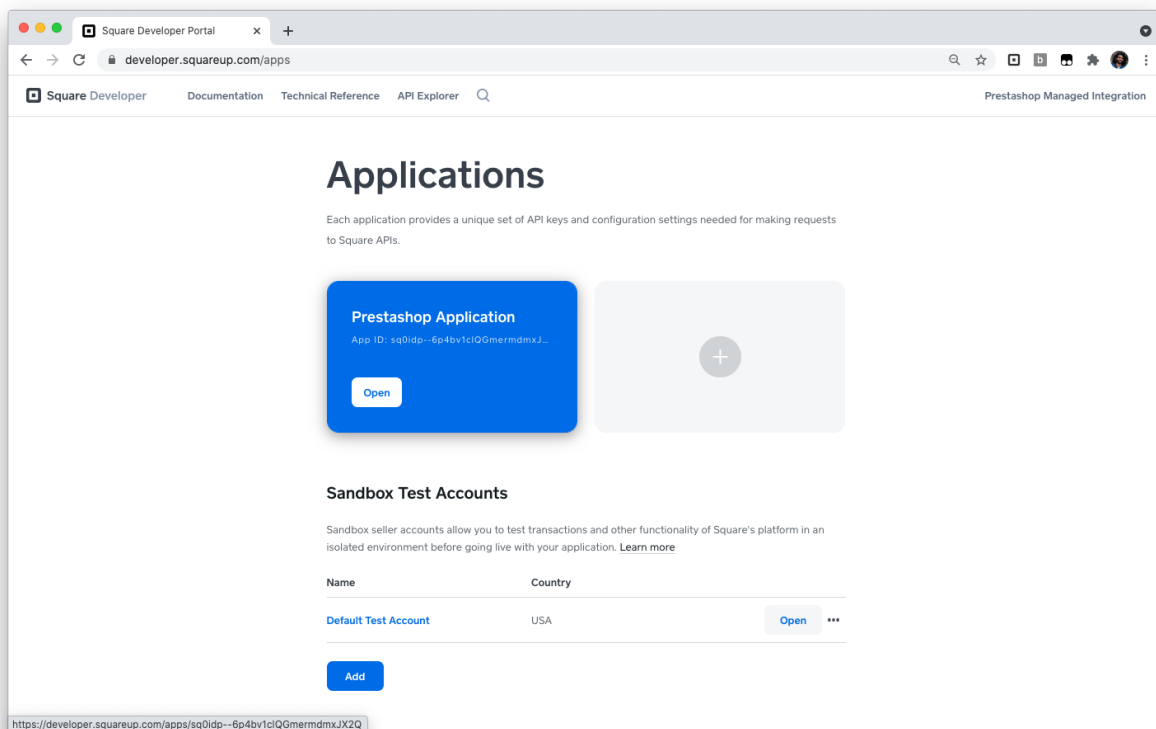 Square Developer Portal
developer.squareup.com/apps
b
Square Developer Documentation Technical Reference API Explorer Prestashop Managed Integration
Applications
Each application provides a unique set of API keys and configuration settings needed for making requests
to Square APIs.
Prestashop Application
App ID: sq0idp--6p4bv1clQGmermdmxJ...
Open
Sandbox Test Accounts
Sandbox seller accounts allow you to test transactions and other functionality of Square's platform in an
isolated environment before going live with your application. Learn more
Name Country
Default Test Account USA Open
Add
https://developer.squareup.com/apps/sq0idp--6p4bv1clQGmermdmxJX2Q